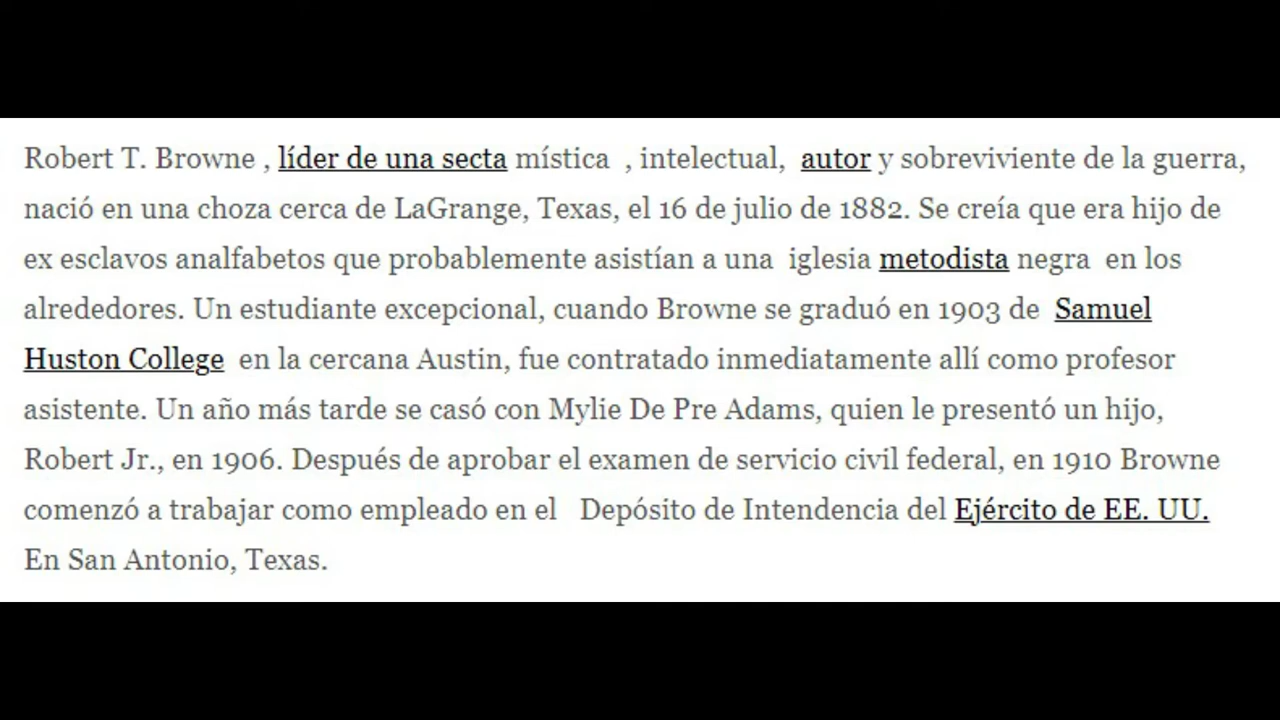 Robert T. Browne , líder de una secta mística , intelectual, autor y sobreviviente de la guerra,
nació en una choza cerca de LaGrange, Texas, el 16 de julio de 1882. Se creía que era hijo de
ex esclavos analfabetos que probablemente asistían a una iglesia metodista negra en los
alrededores. Un estudiante excepcional, cuando Browne se graduó en 1903 de Samuel
Huston College en la cercana Austin, fue contratado inmediatamente allí como profesor
asistente. Un año más tarde se casó con Mylie De Pre Adams, quien le presentó un hijo,
Robert Jr., en 1906. Después de aprobar el examen de servicio civil federal, en 1910 Browne
comenzó a trabajar como empleado en el Depósito de Intendencia del Ejército de EE. UU.
En San Antonio, Texas.